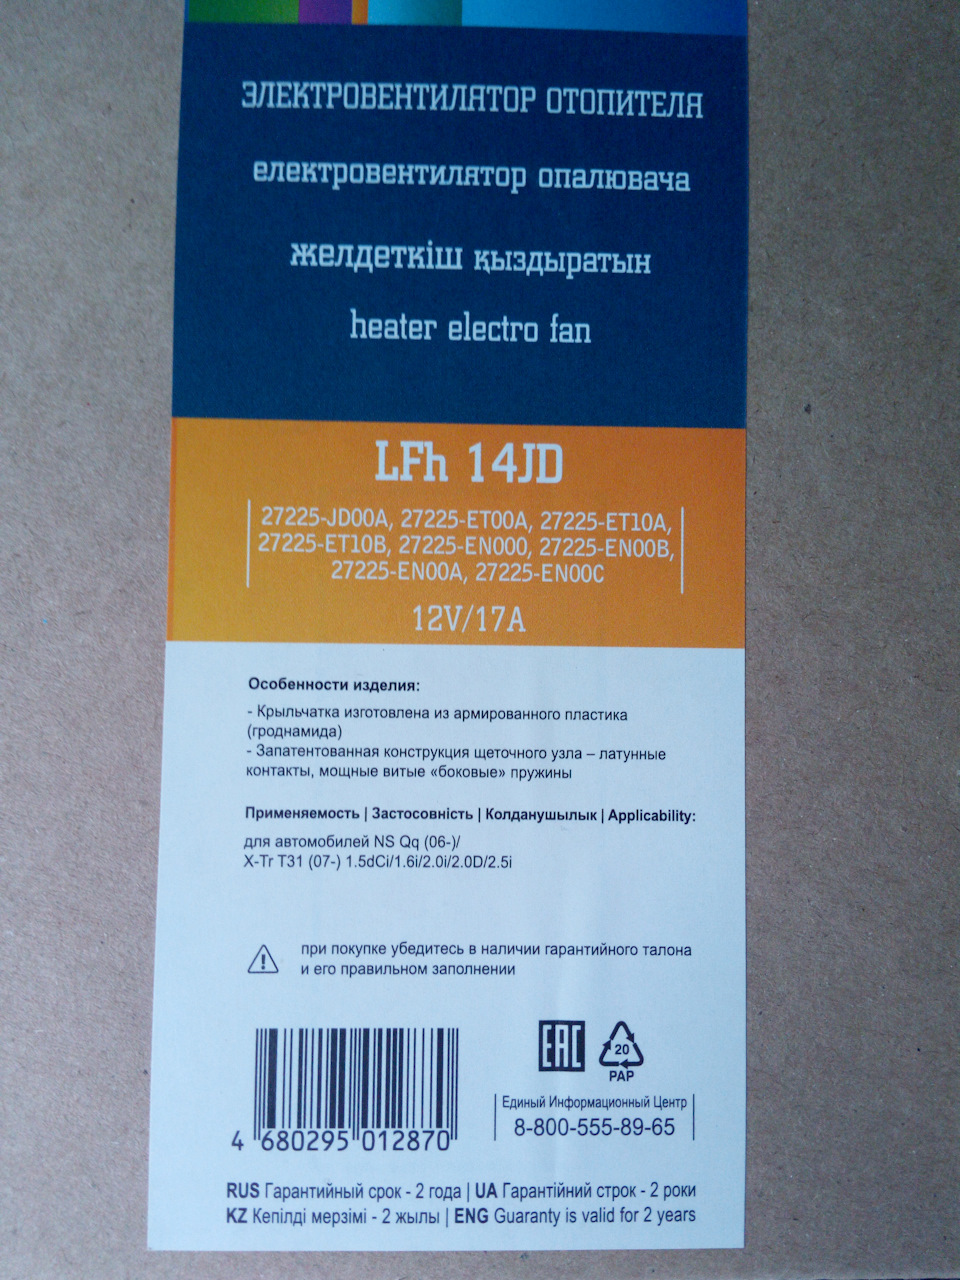 ЭЛЕКТРОВЕНТИЛЯТОР ОТОПИТЕЛЯ
електровентилятор опалювача
желдеткіш қыздыратын
heater electro fan
LFh 14JD
27225-JD00A, 27225-ET00A, 27225-ET10A,
27225-ET10B, 27225-EN000, 27225-EN00B,
27225-EN00A, 27225-EN00C
12V/17A
Особенности изделия:
- Крыльчатка изготовлена из армированного пластика
(гроднамида)
- Запатентованная конструкция щеточного узла – латунные
контакты, мощные витые «боковые» пружины
Применяемость | Застосовність | Колданушылык | Applicability:
для автомобилей NS Qq (06-)/
X-Tr T31 (07-) 1.5dCi/1.6i/2.0i/2.0D/2.5i
при покупке убедитесь в наличии гарантийного талона
и его правильном заполнении
EAC
20
PAP
Единый Информационный Центр
8-800-555-89-65
4 680295 012870
RUS Гарантийный срок - 2 года | UA Гарантійний строк - 2 роки
KZ Кепілді мерзімі - 2 жылы | ENG Guaranty is valid for 2 years